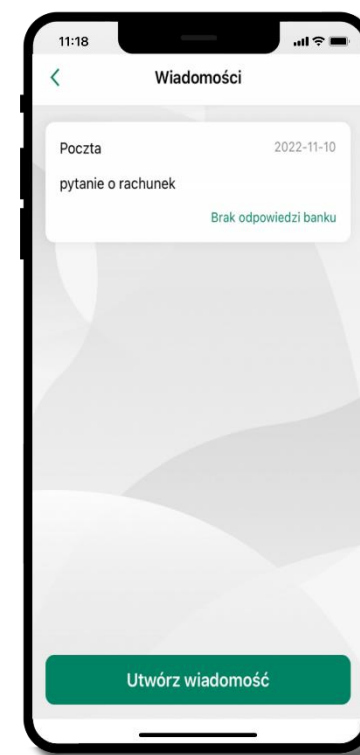 11:18
Wiadomości
Poczta 2022-11-10
pytanie o rachunek
Brak odpowiedzi banku
Utwórz wiadomość